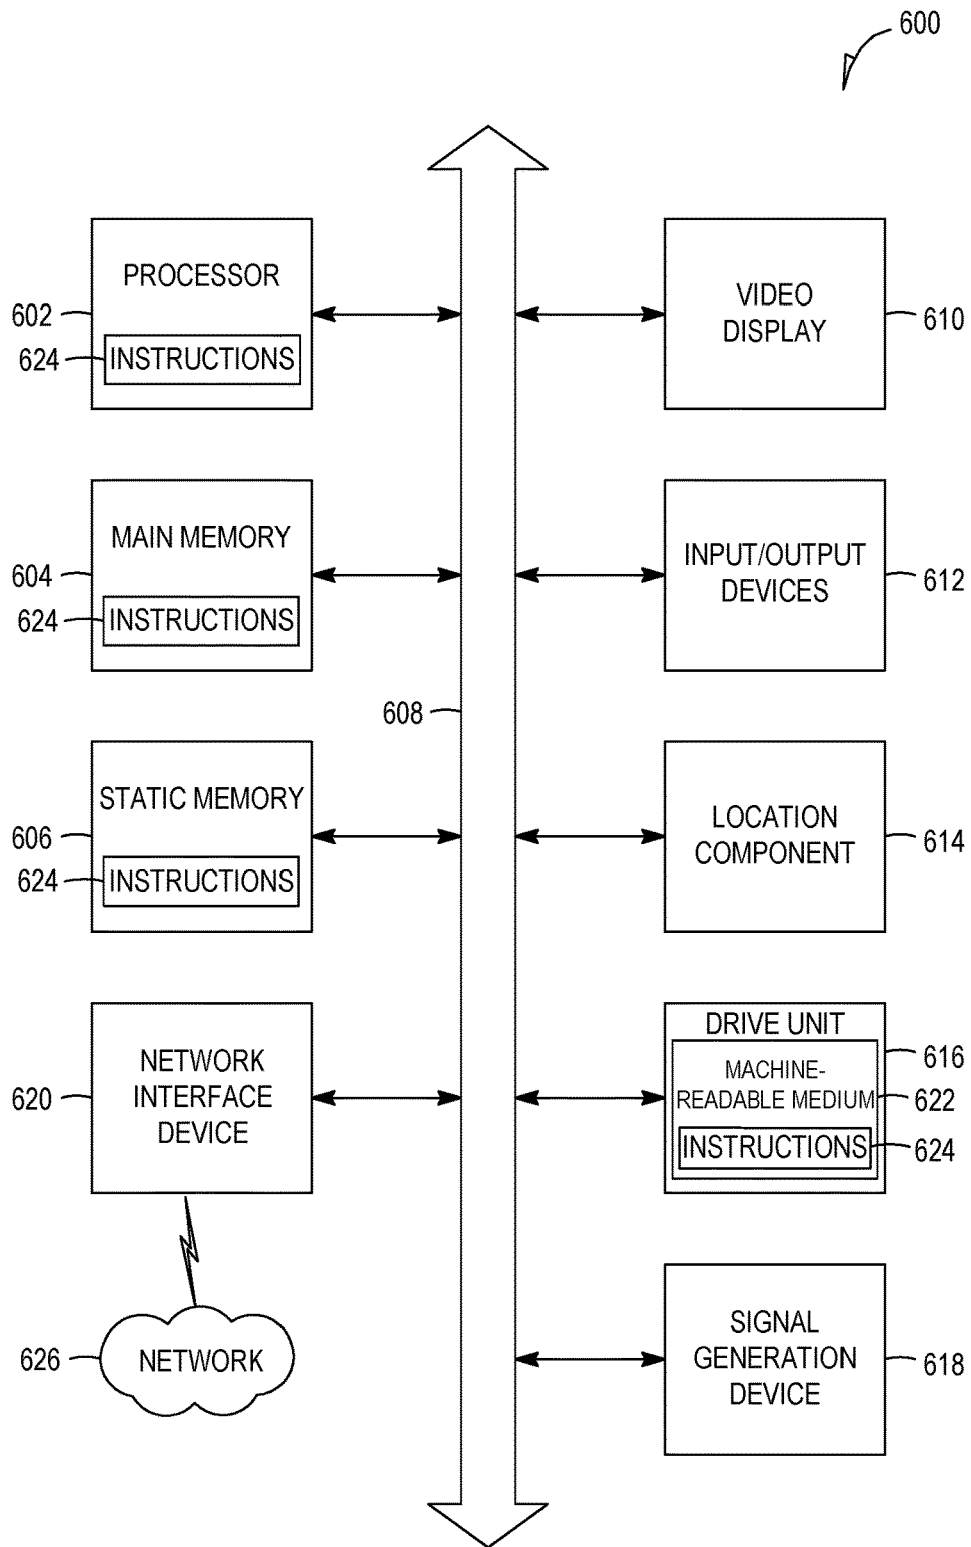 600
PROCESSOR
602
624
INSTRUCTIONS
VIDEO
DISPLAY
610
MAIN MEMORY
604
624
INSTRUCTIONS
INPUT/OUTPUT
DEVICES
612
608
STATIC MEMORY
606
624
INSTRUCTIONS
LOCATION
COMPONENT
614
NETWORK
INTERFACE
DEVICE
620
DRIVE UNIT
616
MACHINE-
READABLE MEDIUM
622
INSTRUCTIONS
624
626
NETWORK
SIGNAL
GENERATION
DEVICE
618